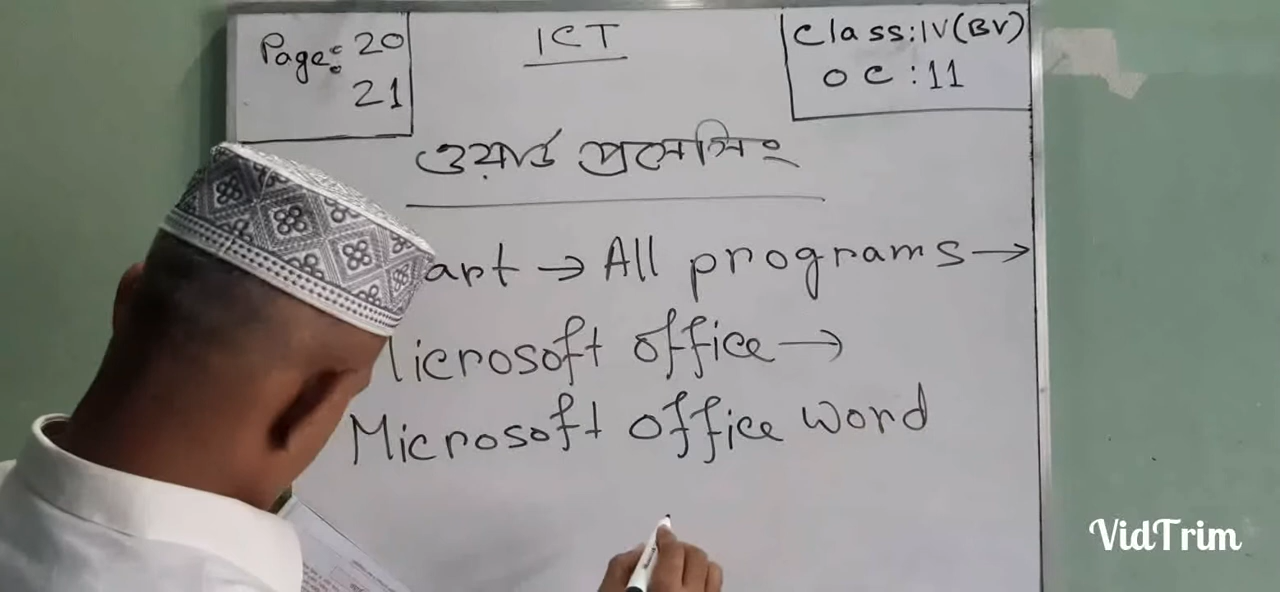 Page: 20
21
ICT
Class: IV(BV)
OC: 11
ওয়ার্ড প্রসেসিং
art → All programs →
Microsoft office →
Microsoft office word
VidTrim